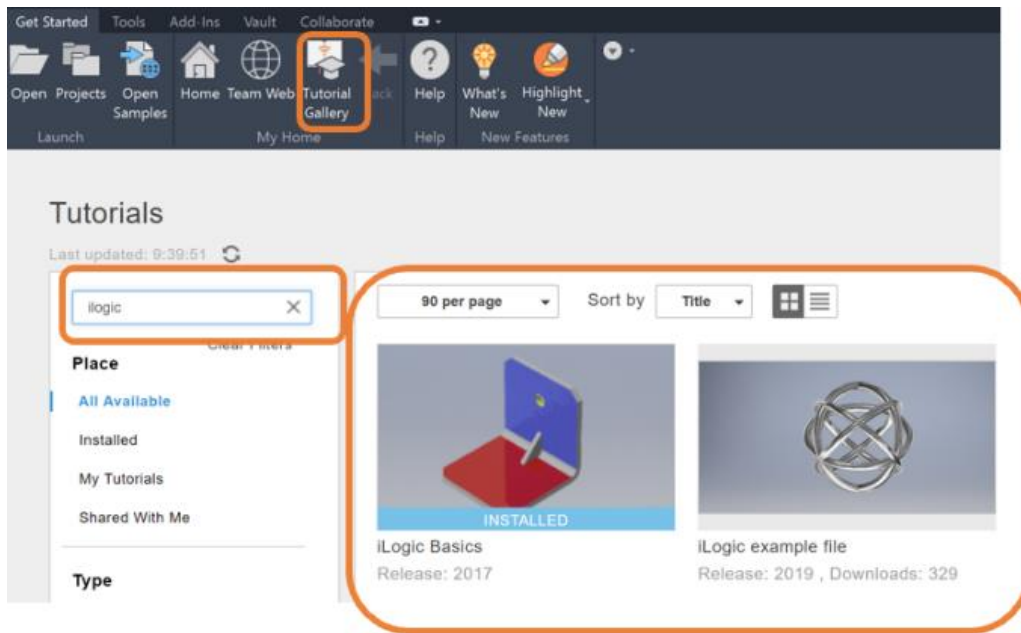 Get Started Tools Add-Ins Vault Collaborate
Open Projects Open Samples Home Team Web Tutorial Gallery Help What's New Highlight New
Launch My Home Help New Features
Tutorials
Last updated: 9:39:51
ilogic
90 per page Sort by Title
Clear Filters
Place
All Available
Installed
My Tutorials
Shared With Me
Type
INSTALLED
iLogic Basics
Release: 2017
iLogic example file
Release: 2019 , Downloads: 329